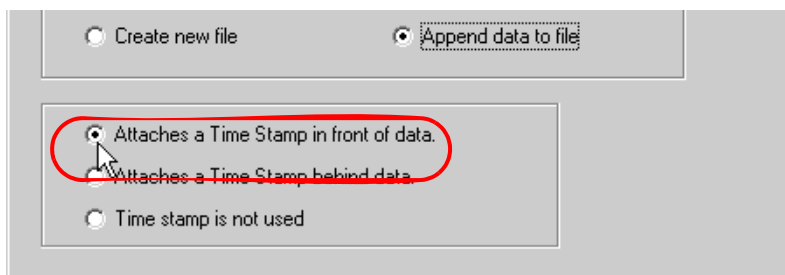 Create new file Append data to file
Attaches a Time Stamp in front of data.
Attaches a Time Stamp behind data.
Time stamp is not used